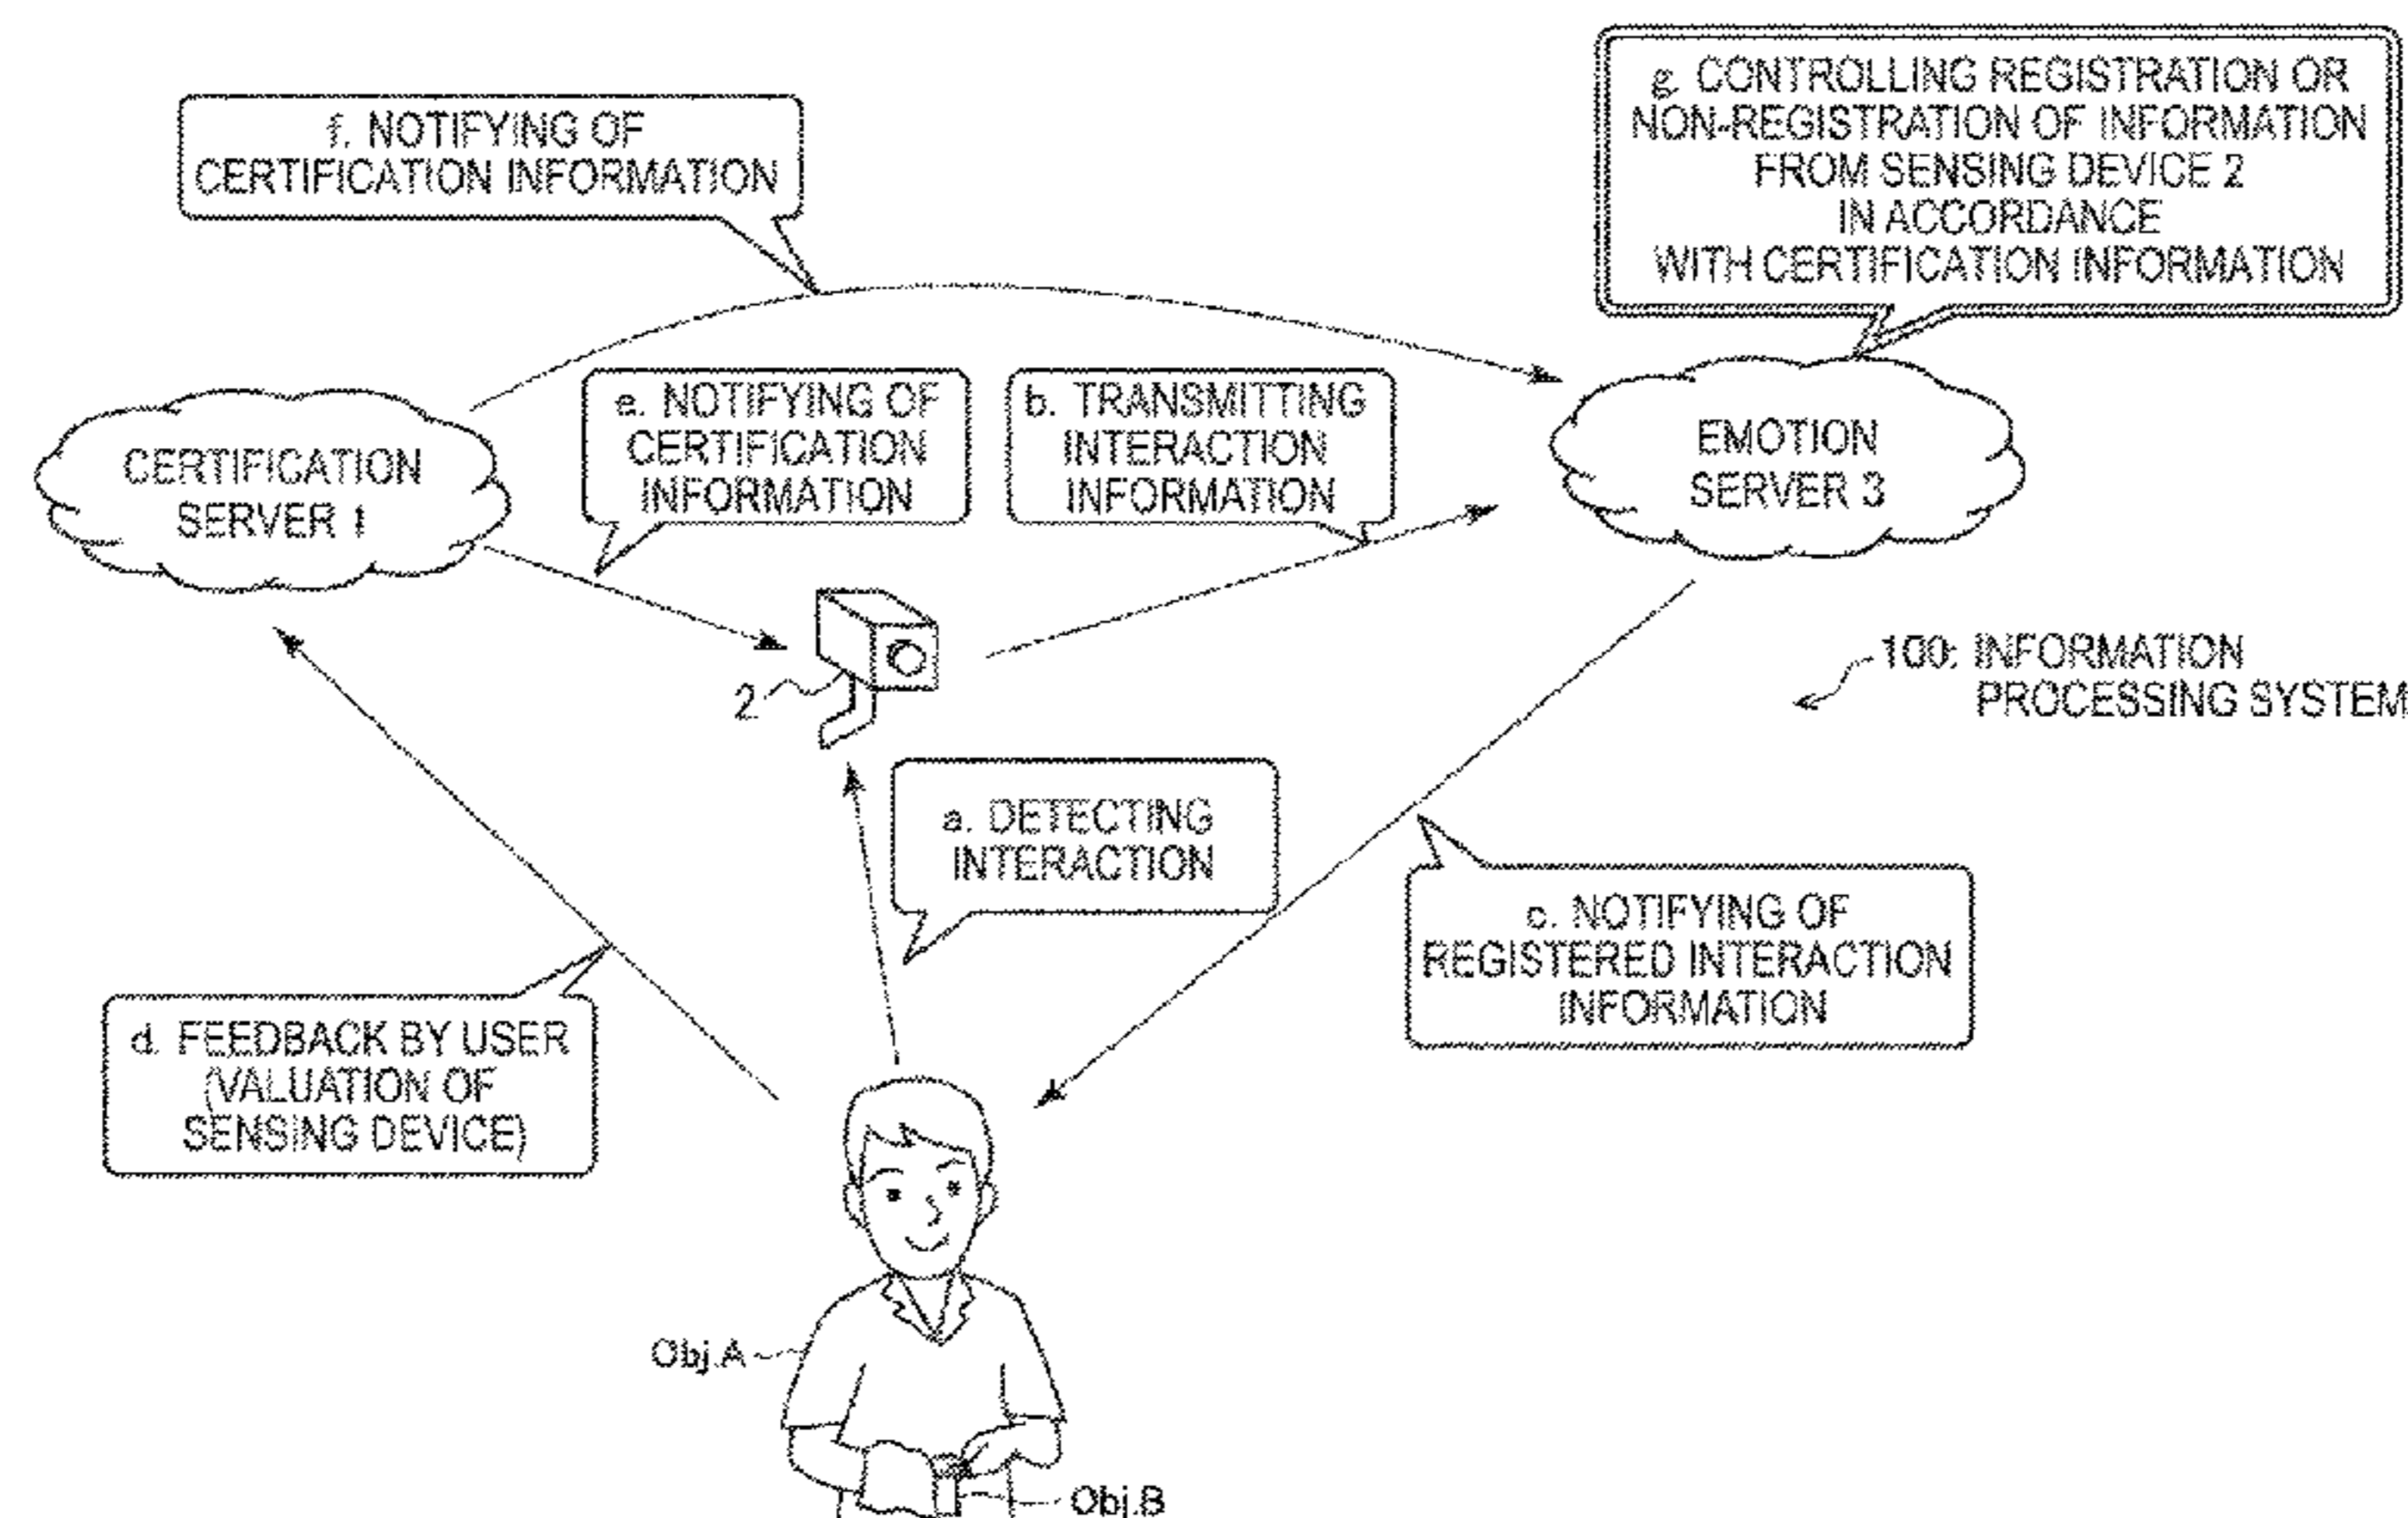 f. NOTIFYING OF
CERTIFICATION INFORMATION
g. CONTROLLING REGISTRATION OR
NON-REGISTRATION OF INFORMATION
FROM SENSING DEVICE 2
IN ACCORDANCE
WITH CERTIFICATION INFORMATION
CERTIFICATION
SERVER 1
e. NOTIFYING OF
CERTIFICATION
INFORMATION
b. TRANSMITTING
INTERACTION
INFORMATION
EMOTION
SERVER 3
2
100: INFORMATION
PROCESSING SYSTEM
a. DETECTING
INTERACTION
c. NOTIFYING OF
REGISTERED INTERACTION
INFORMATION
d. FEEDBACK BY USER
(VALUATION OF
SENSING DEVICE)
Obj.A
Obj.B